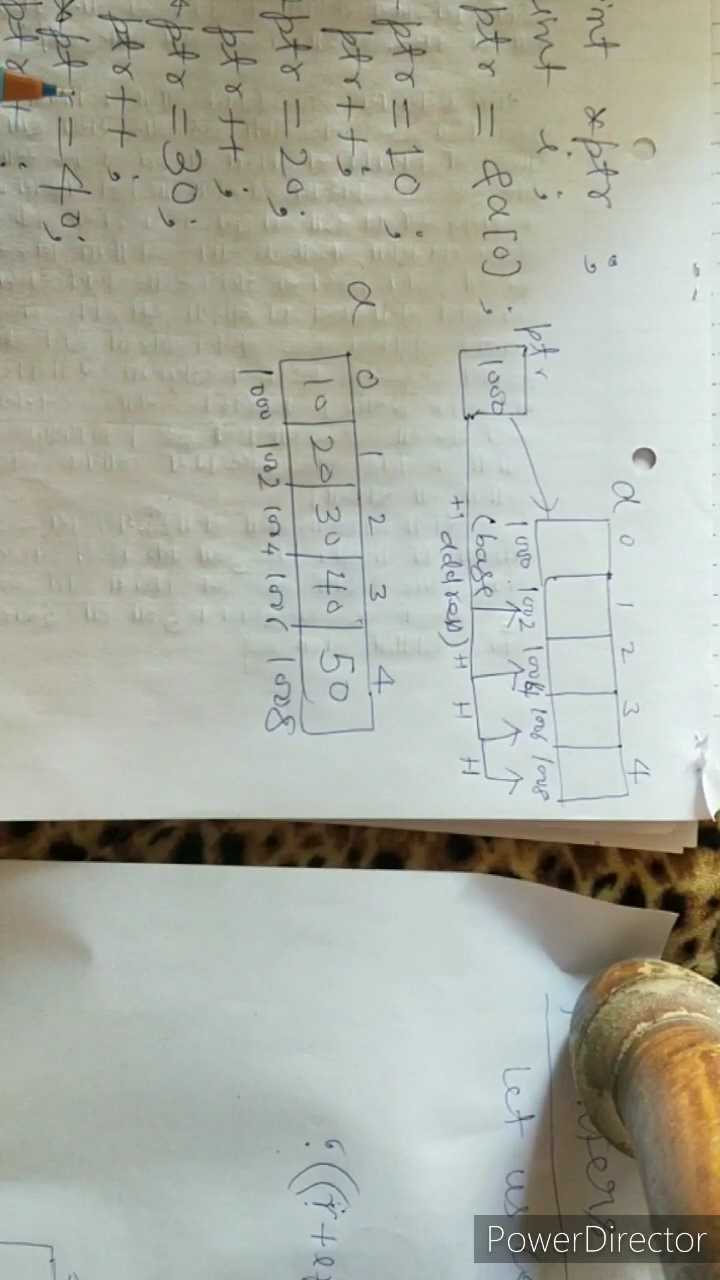 int *ptr ;
int i ;
ptr = &a[0] ;
*ptr = 10 ;
ptr++ ;
*ptr = 20 ;
ptr++ ;
*ptr = 30 ;
ptr++ ;
*ptr = 40 ;
ptr+ ;
a 0 1 2 3 4
1000 1002 1004 1006 1008
ptr
1000
(base
address)
+1 +1 +1 +1
a
0 1 2 3 4
10 20 30 40 50
1000 1002 1004 1006 1008
let us
PowerDirector